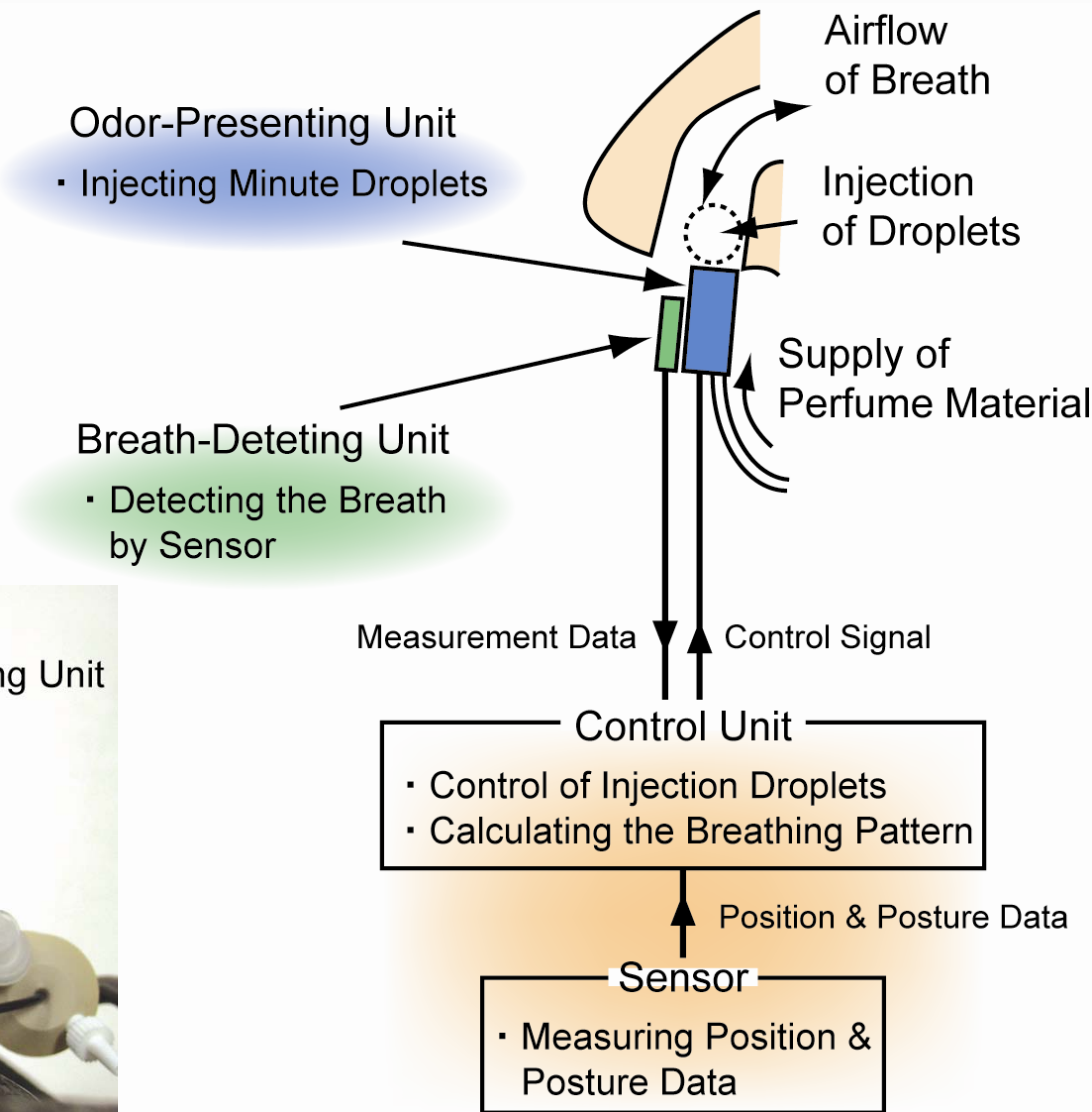 Airflow
of Breath
Odor-Presenting Unit
・Injecting Minute Droplets
Injection
of Droplets
Supply of
Perfume Material
Breath-Deteting Unit
・Detecting the Breath
by Sensor
Measurement Data
Control Signal
ng Unit
Control Unit
・Control of Injection Droplets
・Calculating the Breathing Pattern
Position & Posture Data
Sensor
・Measuring Position &
Posture Data